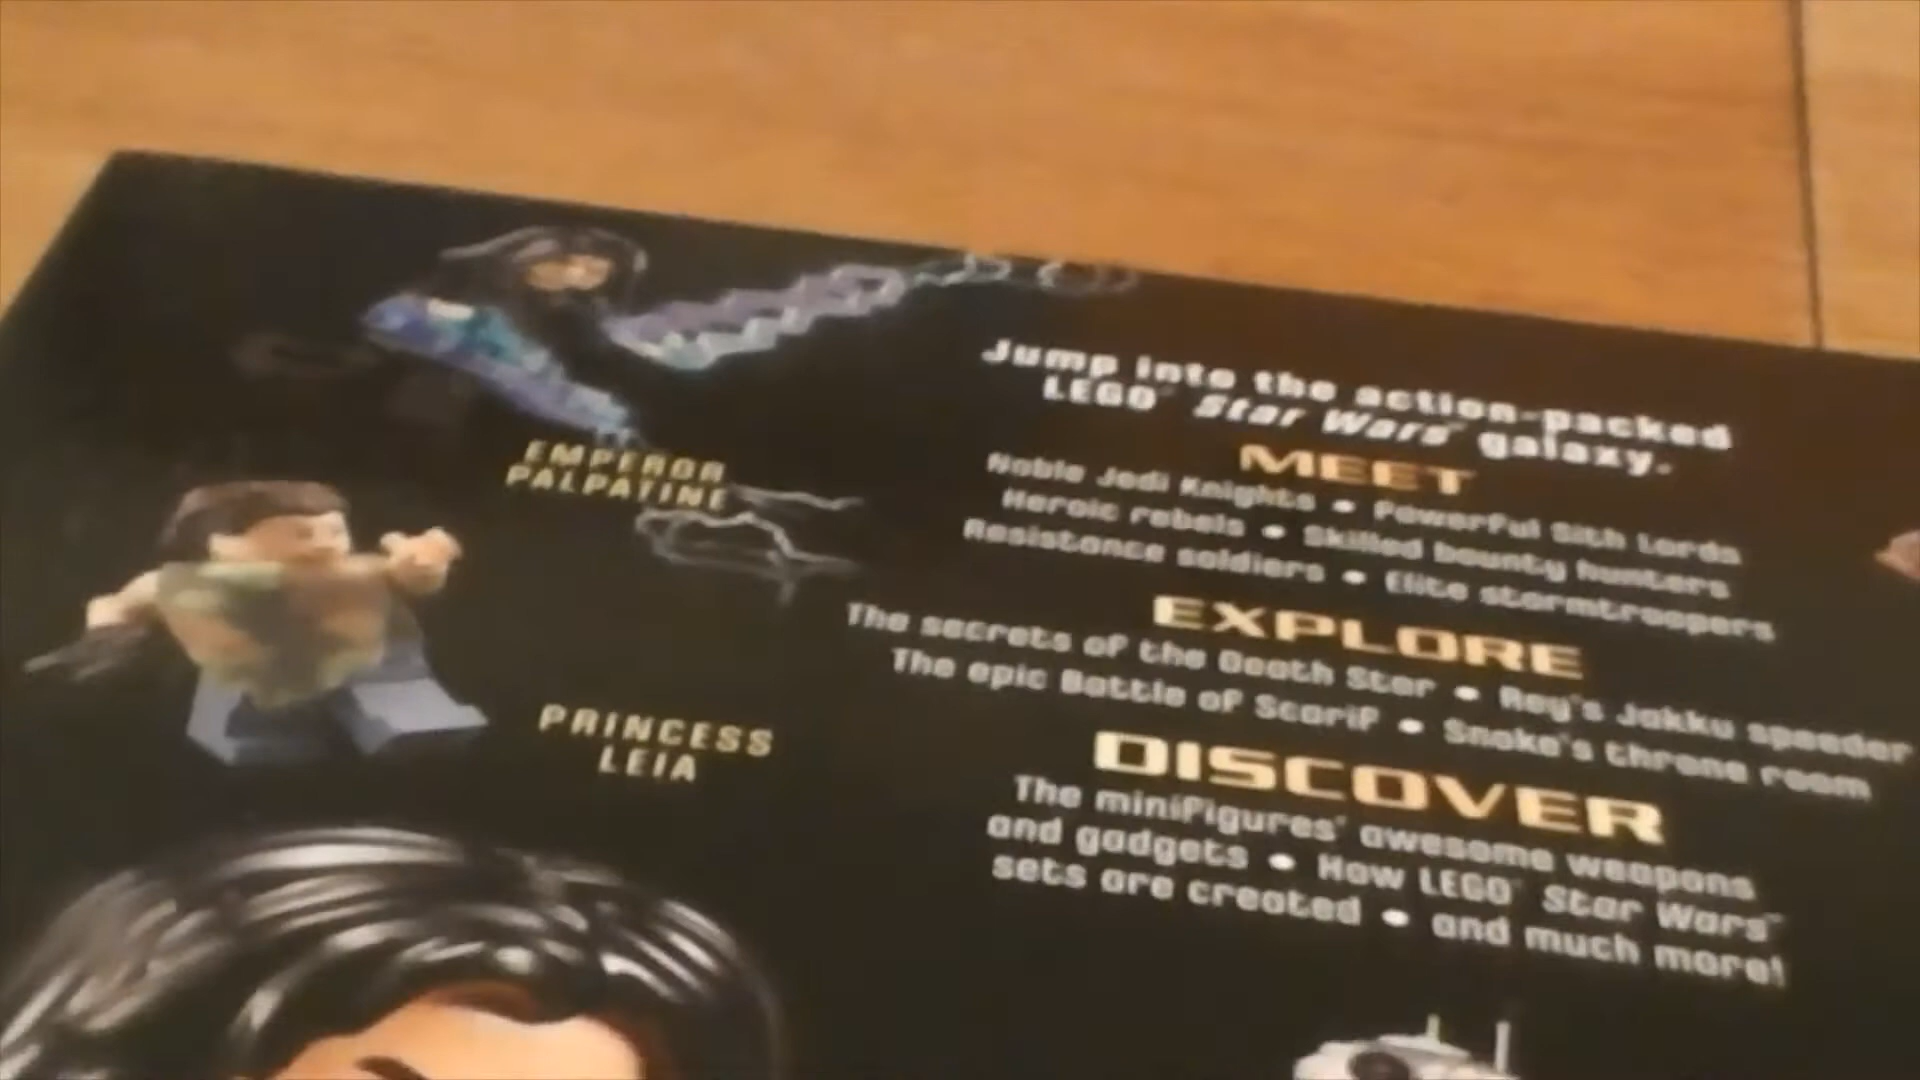 EMPEROR
PALPATINE
PRINCESS
LEIA
Jump into the action-packed
LEGO® Star Wars™ galaxy.
MEET
Noble Jedi Knights • Powerful Sith Lords
Heroic rebels • Skilled bounty hunters
Resistance soldiers • Elite stormtroopers
EXPLORE
The secrets of the Death Star • Rey's Jakku speeder
The epic Battle of Scarif • Snoke's throne room
DISCOVER
The minifigures' awesome weapons
and gadgets • How LEGO® Star Wars™
sets are created • and much more!